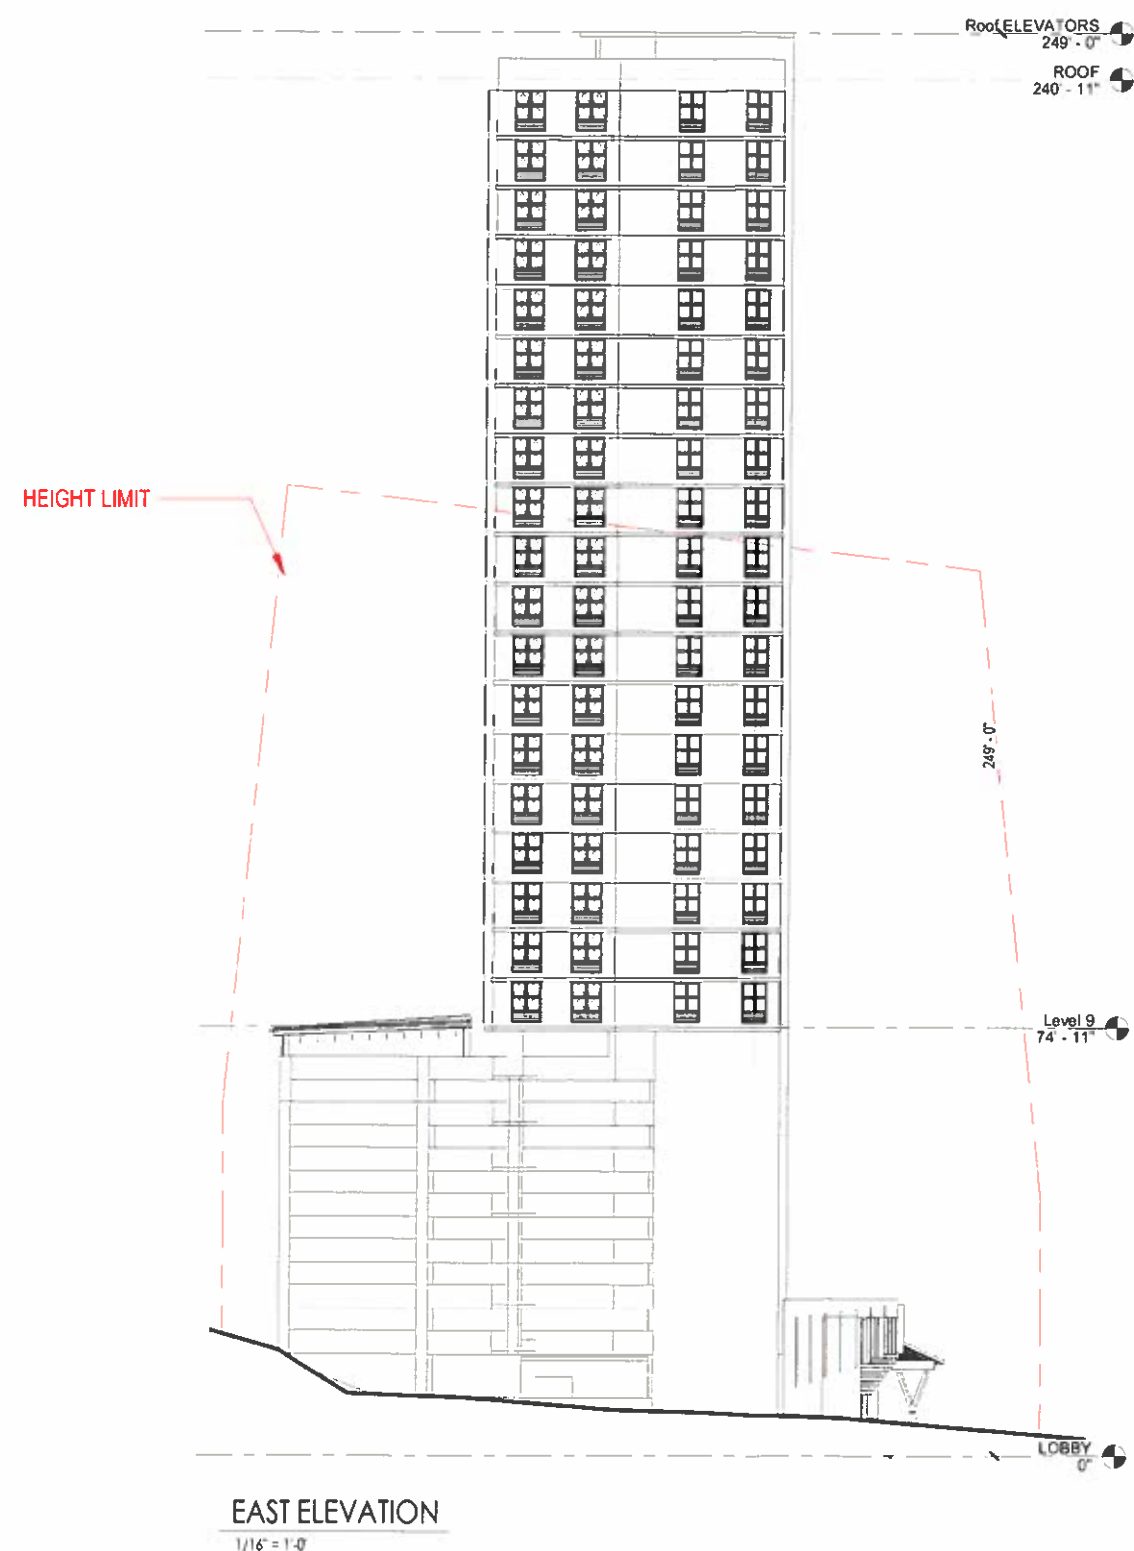 Roof ELEVATORS
249' - 0"
ROOF
240' - 11"
HEIGHT LIMIT
249' - 0"
Level 9
74' - 11"
LOBBY
0"
EAST ELEVATION
1/16" = 1'-0"